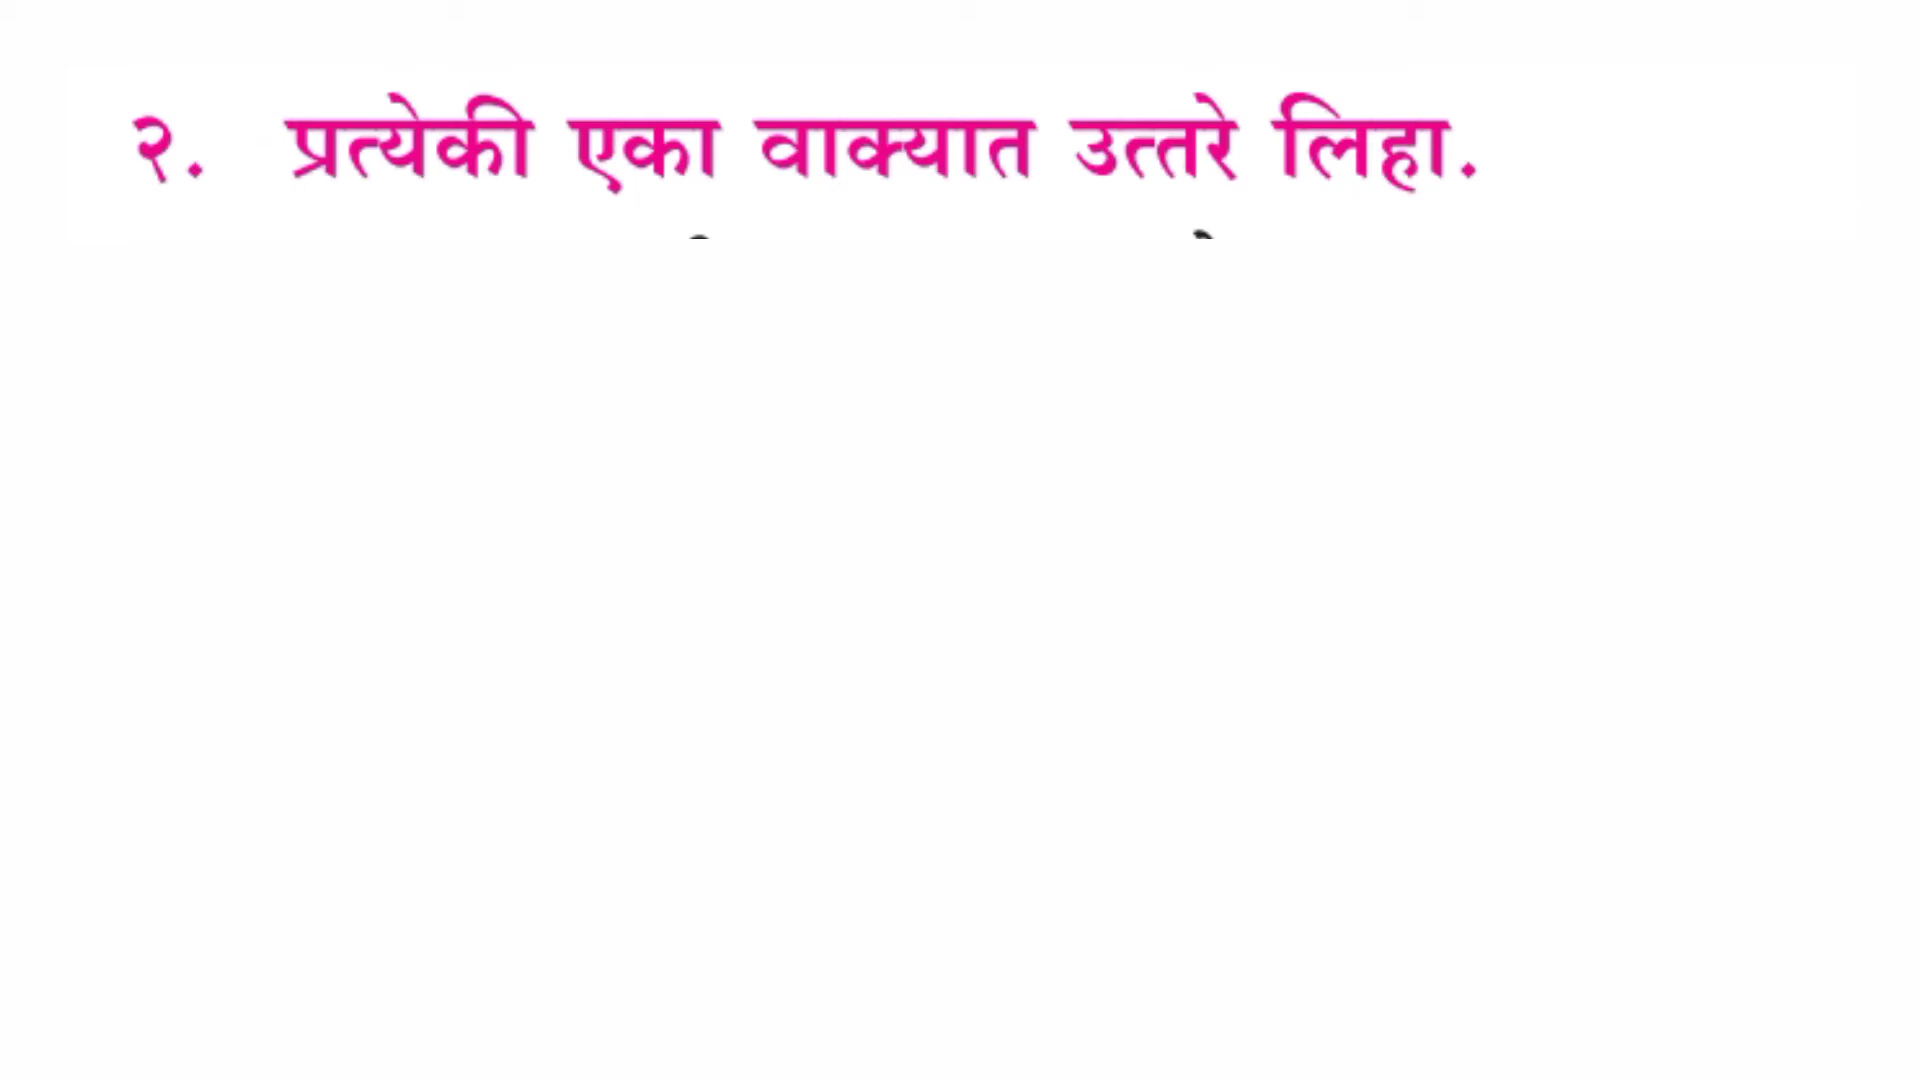 २. प्रत्येकी एका वाक्यात उत्तरे लिहा.